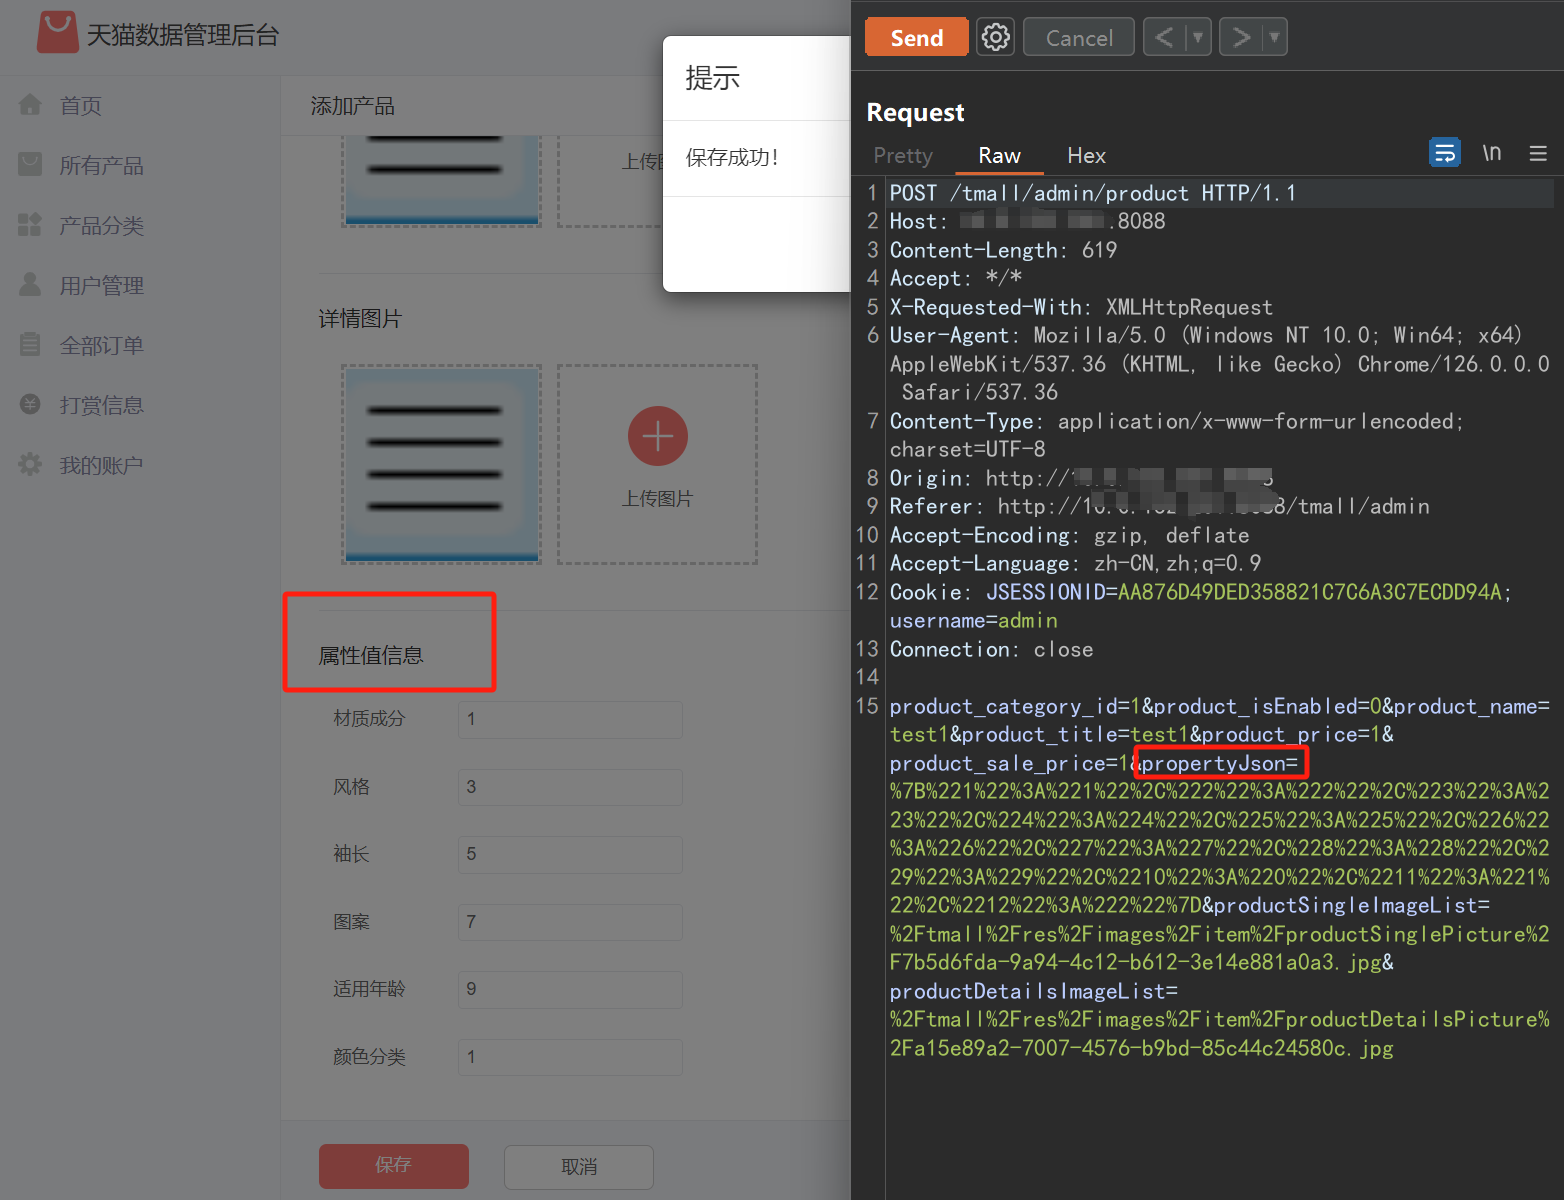 天猫数据管理后台
首页
所有产品
产品分类
用户管理
全部订单
打赏信息
我的账户
添加产品
上传图
提示
保存成功！
详情图片
上传图片
属性值信息
材质成分 1
风格 3
袖长 5
图案 7
适用年龄 9
颜色分类 1
保存 取消
Send Cancel < >
Request
Pretty Raw Hex \n
1 POST /tmall/admin/product HTTP/1.1
2 Host: .8088
3 Content-Length: 619
4 Accept: */*
5 X-Requested-With: XMLHttpRequest
6 User-Agent: Mozilla/5.0 (Windows NT 10.0; Win64; x64)
AppleWebKit/537.36 (KHTML, like Gecko) Chrome/126.0.0.0
Safari/537.36
7 Content-Type: application/x-www-form-urlencoded;
charset=UTF-8
8 Origin: http://
9 Referer: http:// /tmall/admin
10 Accept-Encoding: gzip, deflate
11 Accept-Language: zh-CN,zh;q=0.9
12 Cookie: JSESSIONID=AA876D49DED358821C7C6A3C7ECDD94A;
username=admin
13 Connection: close
14
15 product_category_id=1&product_isEnabled=0&product_name=
test1&product_title=test1&product_price=1&
product_sale_price=1&propertyJson=
%7B%221%22%3A%221%22%2C%222%22%3A%222%22%2C%223%22%3A%2
23%22%2C%224%22%3A%224%22%2C%225%22%3A%225%22%2C%226%22
%3A%226%22%2C%227%22%3A%227%22%2C%228%22%3A%228%22%2C%2
29%22%3A%229%22%2C%2210%22%3A%220%22%2C%2211%22%3A%221%
22%2C%2212%22%3A%222%22%7D&productSingleImageList=
%2Ftmall%2Fres%2Fimages%2Fitem%2FproductSinglePicture%2
F7b5d6fda-9a94-4c12-b612-3e14e881a0a3.jpg&
productDetailsImageList=
%2Ftmall%2Fres%2Fimages%2Fitem%2FproductDetailsPicture%
2Fa15e89a2-7007-4576-b9bd-85c44c24580c.jpg